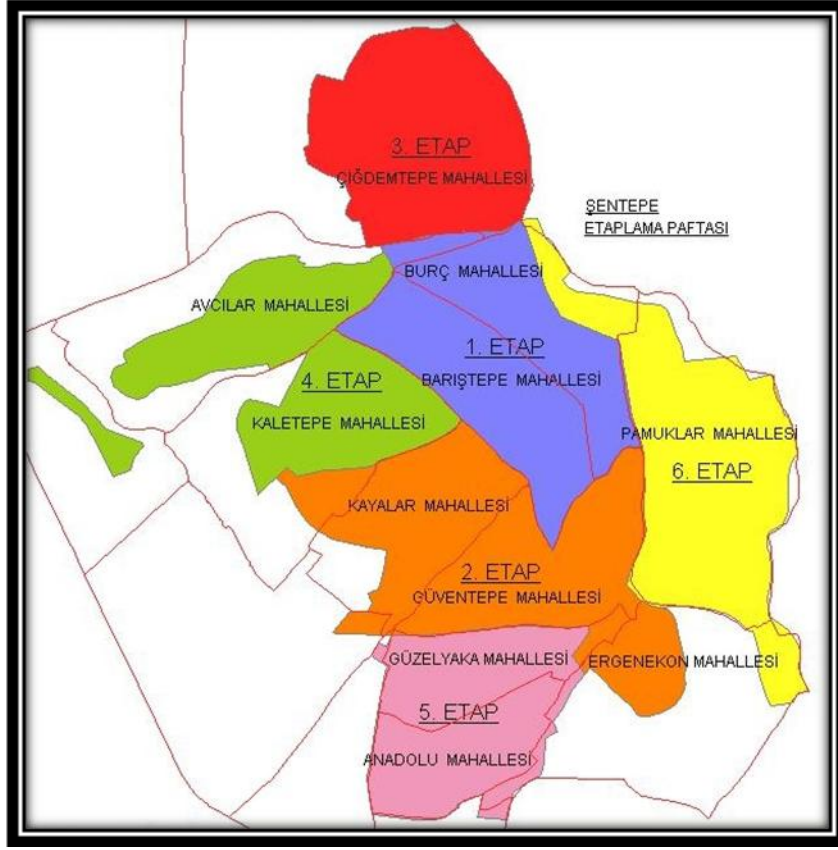 3. ETAP
ÇİĞDEMTEPE MAHALLESİ
ŞENTEPE
ETAPLAMA PAFTASI
BURÇ MAHALLESİ
AVCILAR MAHALLESİ
1. ETAP
BARIŞTEPE MAHALLESİ
4. ETAP
KALETEPE MAHALLESİ
PAMUKLAR MAHALLESİ
6. ETAP
KAYALAR MAHALLESİ
2. ETAP
GÜVENTEPE MAHALLESİ
GÜZELYAKA MAHALLESİ
ERGENEKON MAHALLESİ
5. ETAP
ANADOLU MAHALLESİ